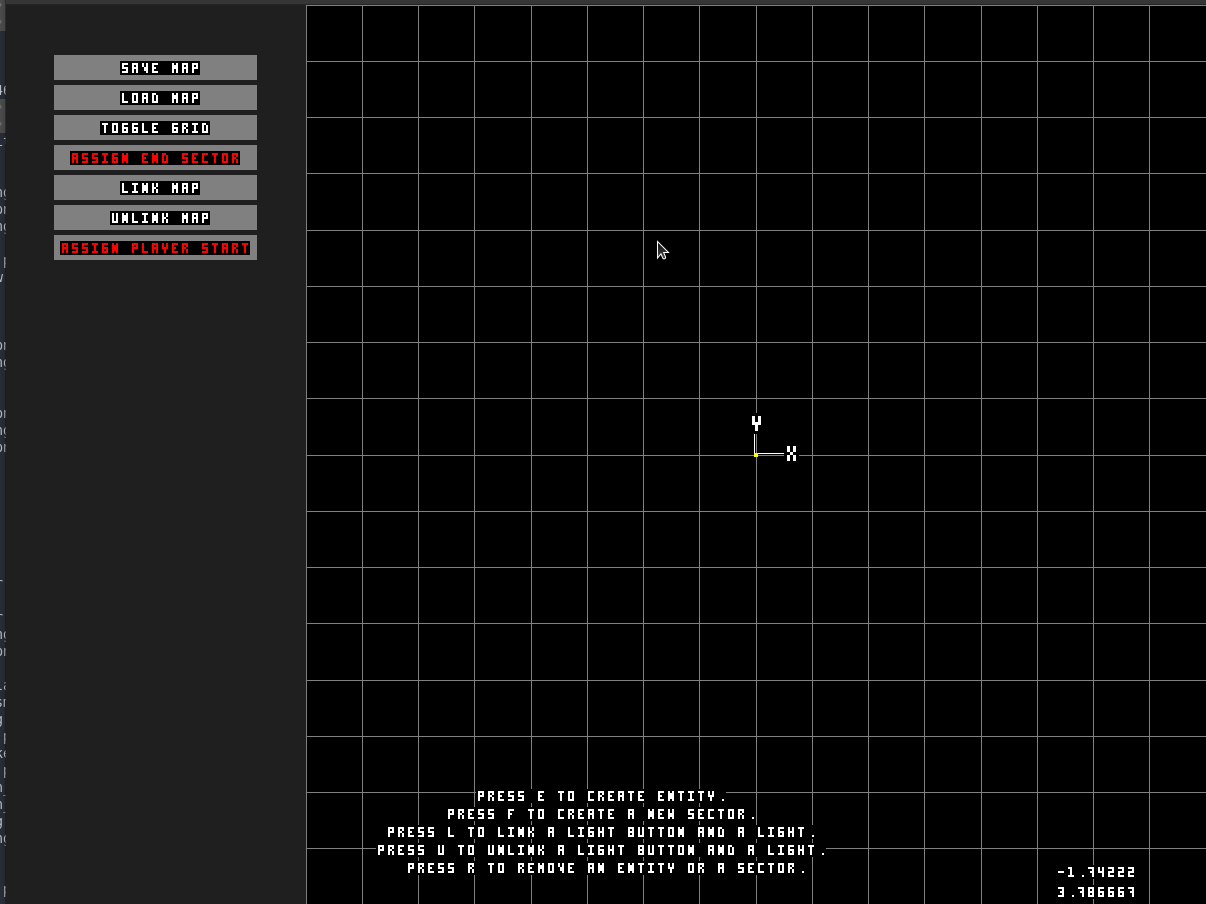 SAVE MAP
LOAD MAP
TOGGLE GRID
ASSIGN END SECTOR
LINK MAP
UNLINK MAP
ASSIGN PLAYER START
Y
X
PRESS E TO CREATE ENTITY.
PRESS F TO CREATE A NEW SECTOR.
PRESS L TO LINK A LIGHT BUTTON AND A LIGHT.
PRESS U TO UNLINK A LIGHT BUTTON AND A LIGHT.
PRESS R TO REMOVE AN ENTITY OR A SECTOR.
-1.74222
3.786667